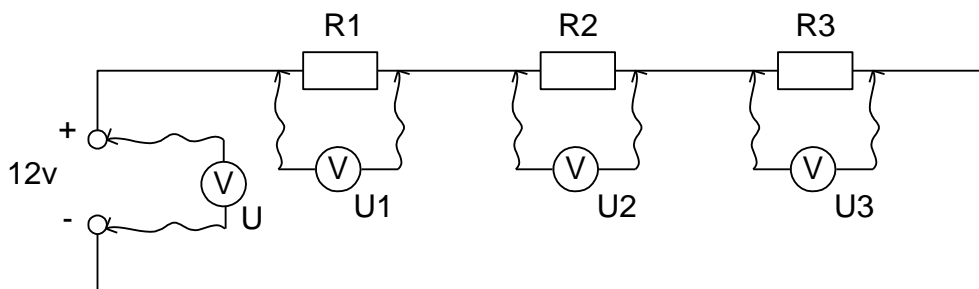 R1 R2 R3
+
12v
-
V U
V U1
V U2
V U3